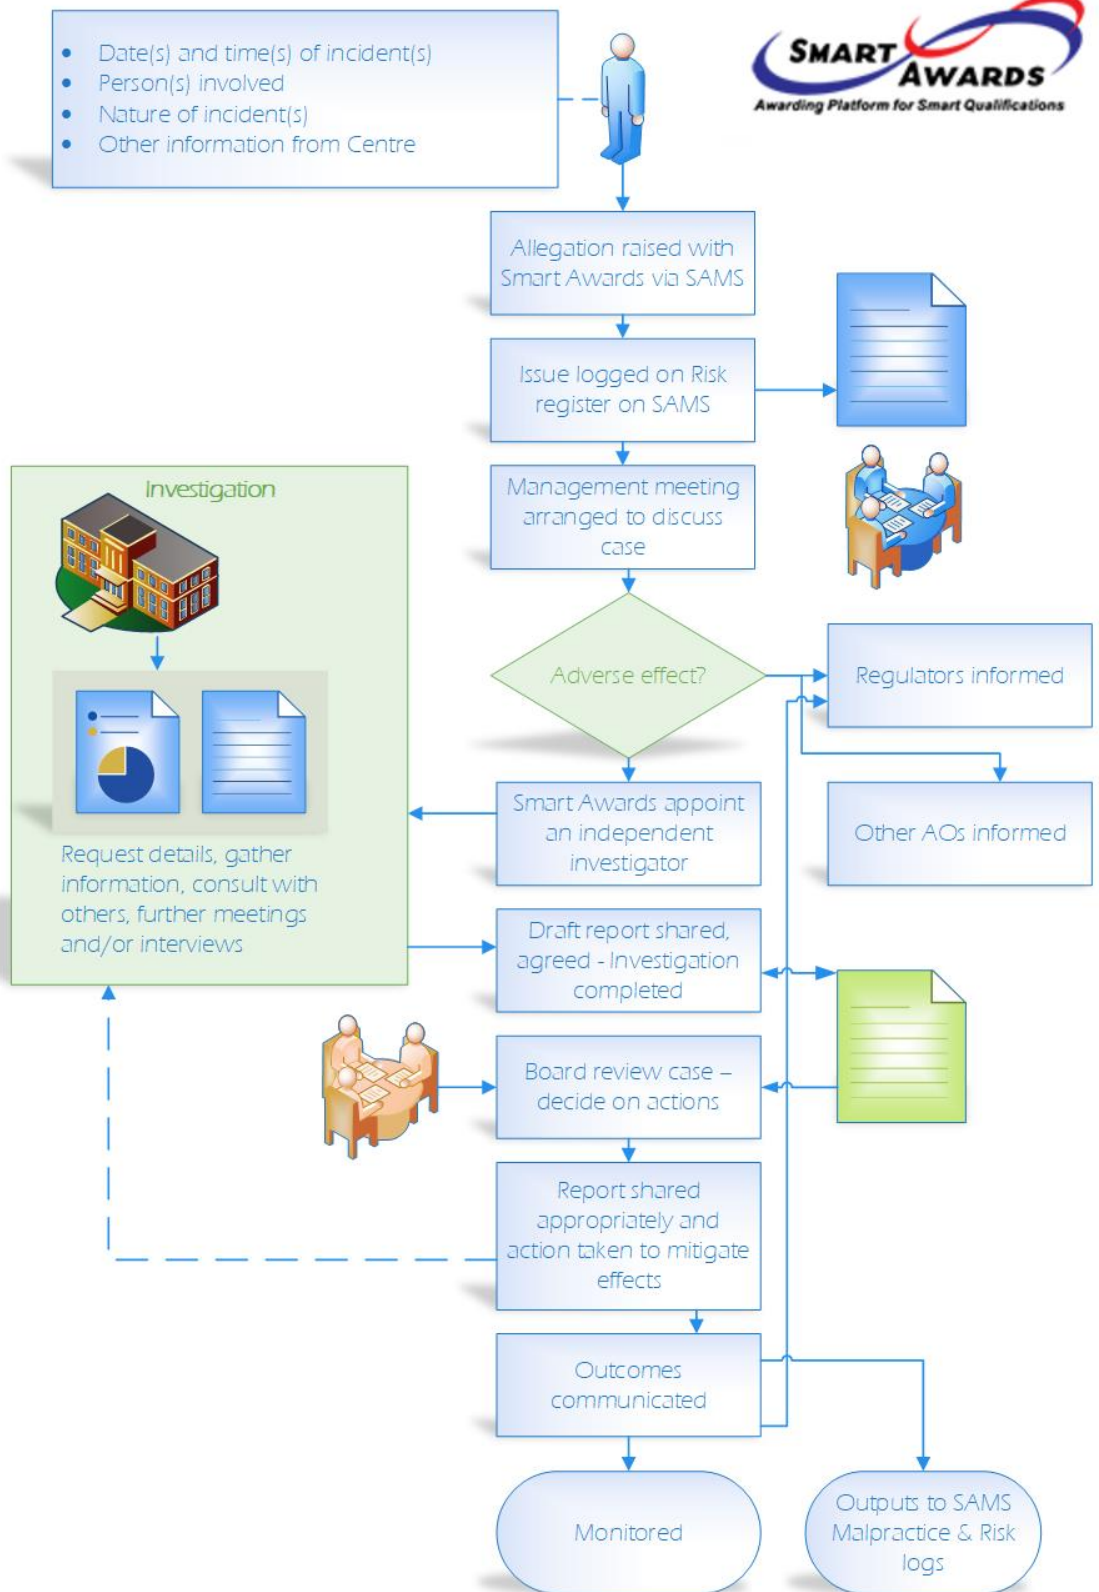 SMART
AWARDS
Awarding Platform for Smart Qualifications
• Date(s) and time(s) of incident(s)
• Person(s) involved
• Nature of incident(s)
• Other information from Centre
Allegation raised with
Smart Awards via SAMS
Issue logged on Risk
register on SAMS
Management meeting
arranged to discuss
case
Adverse effect?
Regulators informed
Other AOs informed
Smart Awards appoint
an independent
investigator
Investigation
Request details, gather
information, consult with
others, further meetings
and/or interviews
Draft report shared,
agreed - Investigation
completed
Board review case –
decide on actions
Report shared
appropriately and
action taken to mitigate
effects
Outcomes
communicated
Monitored
Outputs to SAMS
Malpractice & Risk
logs